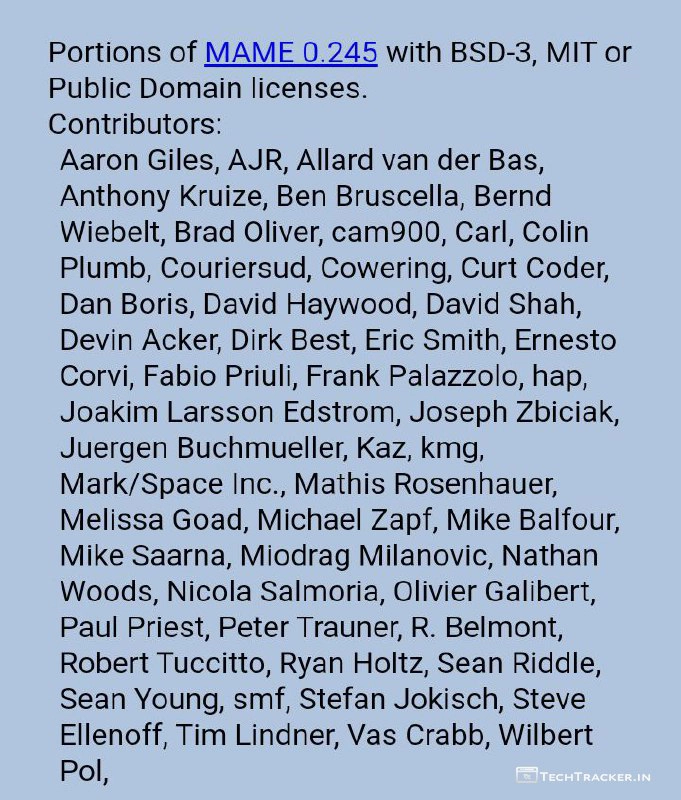 Portions of MAME 0.245 with BSD-3, MIT or
Public Domain licenses.
Contributors:
Aaron Giles, AJR, Allard van der Bas,
Anthony Kruize, Ben Bruscella, Bernd
Wiebelt, Brad Oliver, cam900, Carl, Colin
Plumb, Couriersud, Cowering, Curt Coder,
Dan Boris, David Haywood, David Shah,
Devin Acker, Dirk Best, Eric Smith, Ernesto
Corvi, Fabio Priuli, Frank Palazzolo, hap,
Joakim Larsson Edstrom, Joseph Zbiciak,
Juergen Buchmueller, Kaz, kmg,
Mark/Space Inc., Mathis Rosenhauer,
Melissa Goad, Michael Zapf, Mike Balfour,
Mike Saarna, Miodrag Milanovic, Nathan
Woods, Nicola Salmoria, Olivier Galibert,
Paul Priest, Peter Trauner, R. Belmont,
Robert Tuccitto, Ryan Holtz, Sean Riddle,
Sean Young, smf, Stefan Jokisch, Steve
Ellenoff, Tim Lindner, Vas Crabb, Wilbert
Pol,
TECHTRACKER.IN